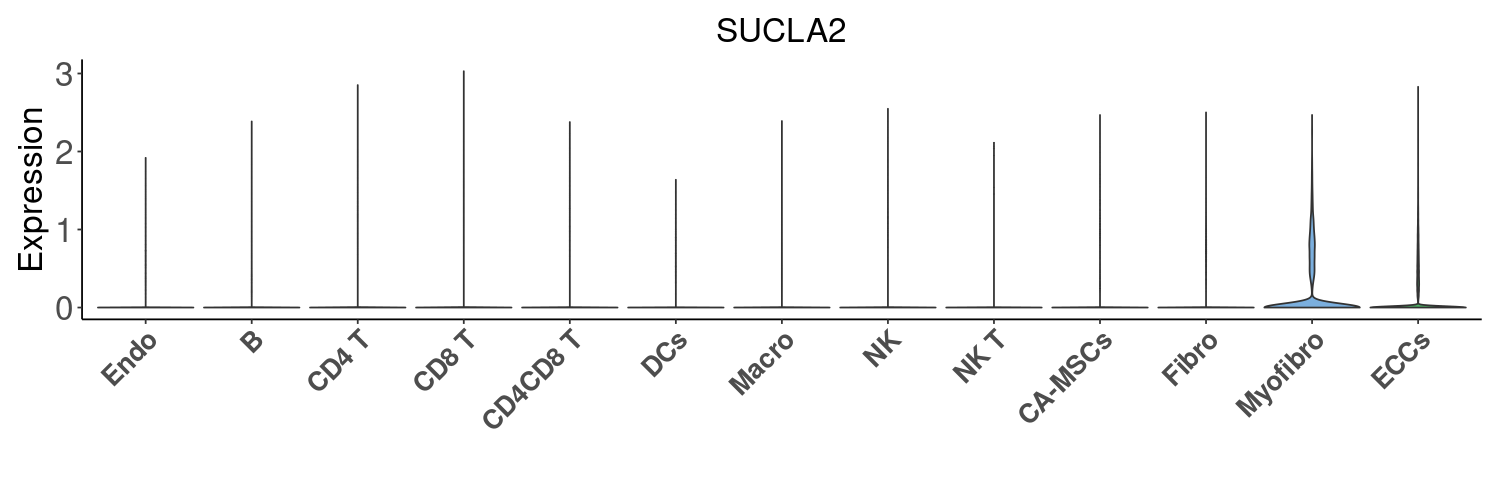 SUCLA2
Expression
3
2
1
0
Endo
B
CD4 T
CD8 T
CD4CD8 T
DCs
Macro
NK
NK T
CA-MSCs
Fibro
Myofibro
ECCs